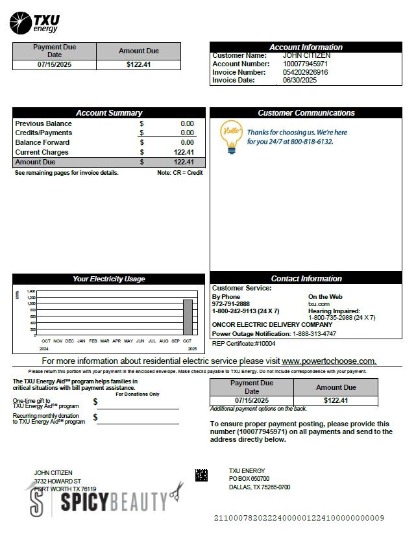 TXU
energy
Payment Due Date Amount Due
07/15/2025 $122.41
Account Information
Customer Name: JOHN CITIZEN
Account Number: 100077945971
Invoice Number: 054202926916
Invoice Date: 06/30/2025
Account Summary
Previous Balance $ 0.00
Credits/Payments $ 0.00
Balance Forward $ 0.00
Current Charges $ 122.41
Amount Due $ 122.41
See remaining pages for invoice details. Note: CR = Credit
Customer Communications
Hello!
Thanks for choosing us. We're here
for you 24/7 at 800-818-6132.
Your Electricity Usage
OCT NOV DEC JAN FEB MAR APR MAY JUN JUL AUG SEP OCT
2024 2025
Contact Information
Customer Service:
By Phone On the Web
972-791-2888 txu.com
1-800-242-9113 (24 X 7) Hearing Impaired:
1-800-735-2988 (24 X 7)
ONCOR ELECTRIC DELIVERY COMPANY
Power Outage Notification: 1-888-313-4747
REP Certificate#10004
For more information about residential electric service please visit www.powertochoose.com.
Please return this portion with your payment in the enclosed envelope. Make checks payable to TXU Energy. Do not include correspondence with your payment.
The TXU Energy Aid℠ program helps families in
critical situations with bill payment assistance.
For Donations Only
One-time gift to
TXU Energy Aid℠ program $
Recurring monthly donation
to TXU Energy Aid℠ program $
Payment Due Date Amount Due
07/15/2025 $122.41
Additional payment options on the back.
To ensure proper payment posting, please provide this
number (100077945971) on all payments and send to the
address directly below.
JOHN CITIZEN
3732 HOWARD ST
FORT WORTH TX 76119
TXU ENERGY
PO BOX 650700
DALLAS, TX 75265-0700
S SPICYBEAUTY